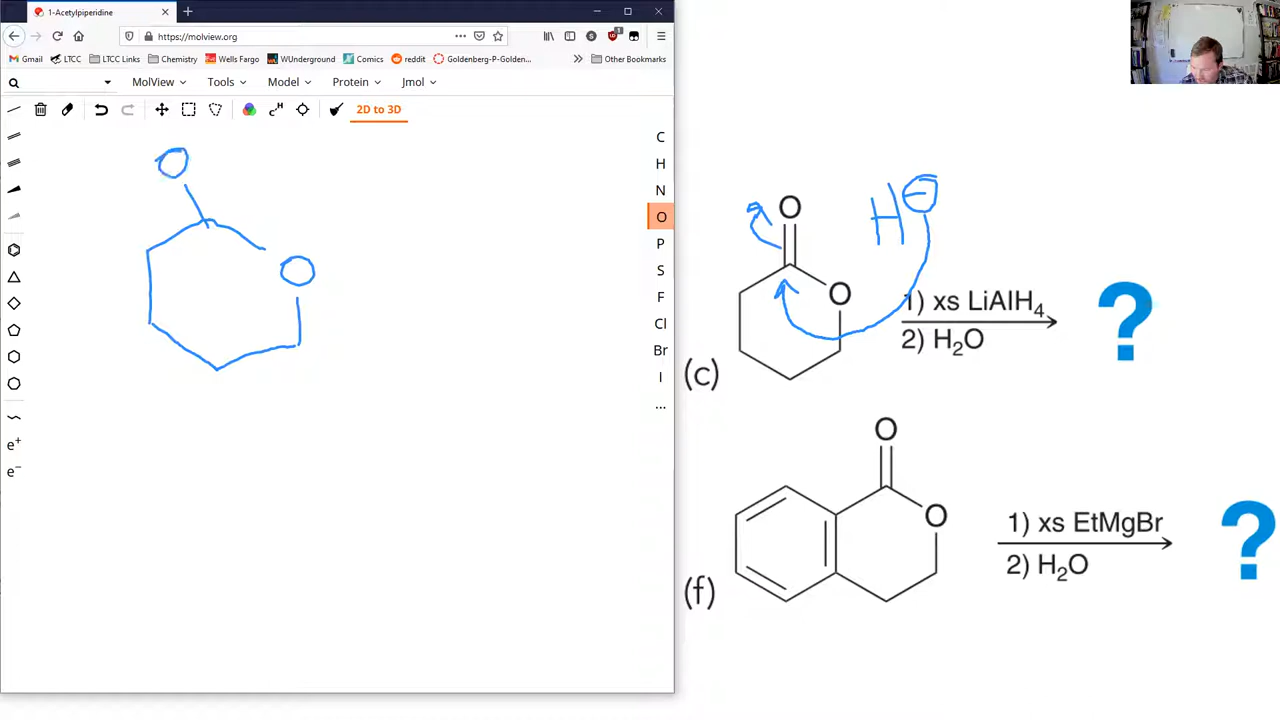 1-Acetylpiperidine
https://molview.org
Gmail LTCC LTCC Links Chemistry Wells Fargo WUnderground Comics reddit Goldenberg-P-Golden... Other Bookmarks
MolView Tools Model Protein Jmol
2D to 3D
C
H
N
O
P
S
F
Cl
Br
I
...
e+
e−
O
O
O
H −
O
1) xs LiAlH4
2) H2O
?
(c)
O
O
1) xs EtMgBr
2) H2O
?
(f)